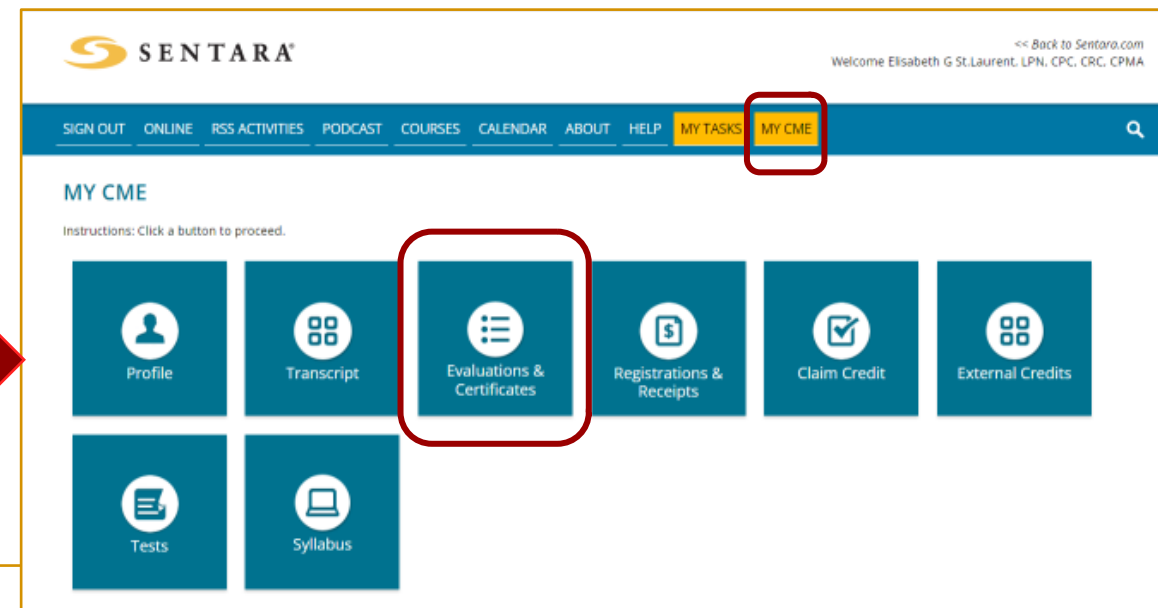 SENTARA®
<< Back to Sentara.com
Welcome Elisabeth G St.Laurent, LPN, CPC, CRC, CPMA
SIGN OUT ONLINE RSS ACTIVITIES PODCAST COURSES CALENDAR ABOUT HELP MY TASKS MY CME
MY CME
Instructions: Click a button to proceed.
Profile
Transcript
Evaluations &
Certificates
Registrations &
Receipts
Claim Credit
External Credits
Tests
Syllabus